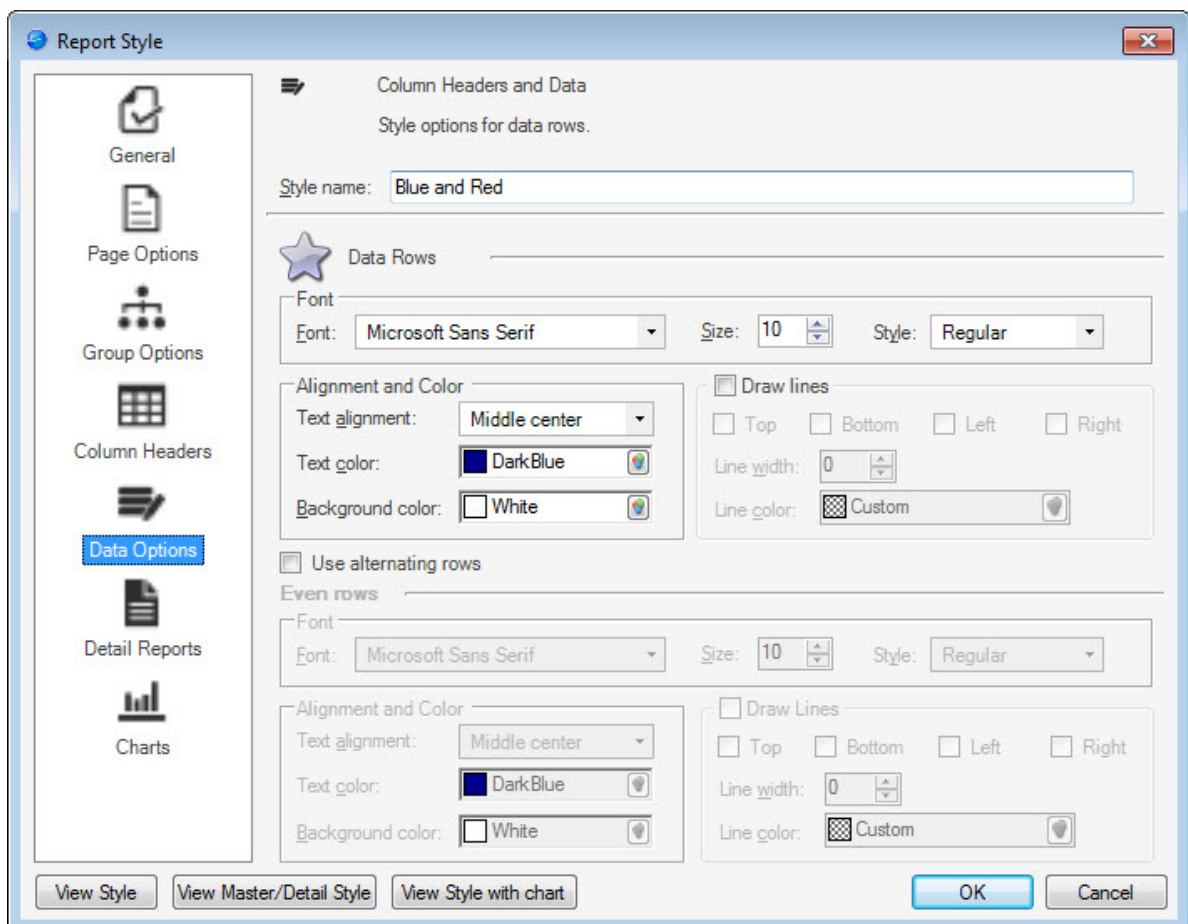 Report Style
General
Page Options
Group Options
Column Headers
Data Options
Detail Reports
Charts
Column Headers and Data
Style options for data rows.
Style name: Blue and Red
Data Rows
Font
Font: Microsoft Sans Serif Size: 10 Style: Regular
Alignment and Color
Text alignment: Middle center
Text color: DarkBlue
Background color: White
Draw lines
Top Bottom Left Right
Line width: 0
Line color: Custom
Use alternating rows
Even rows
Font
Font: Microsoft Sans Serif Size: 10 Style: Regular
Alignment and Color
Text alignment: Middle center
Text color: DarkBlue
Background color: White
Draw Lines
Top Bottom Left Right
Line width: 0
Line color: Custom
View Style View Master/Detail Style View Style with chart OK Cancel